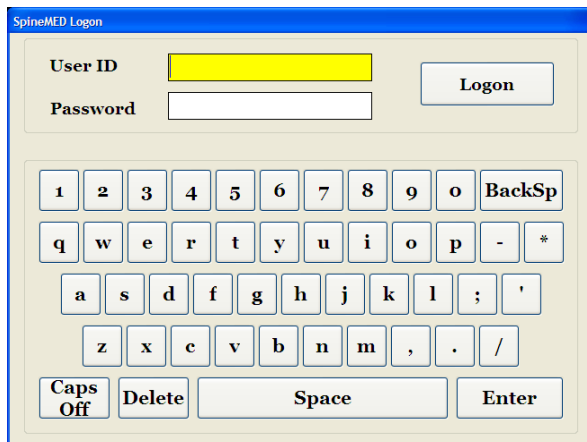 SpineMED Logon
User ID
Logon
Password
1 2 3 4 5 6 7 8 9 0 BackSp
q w e r t y u i o p - *
a s d f g h j k l ; '
z x c v b n m , . /
Caps Off Delete Space Enter